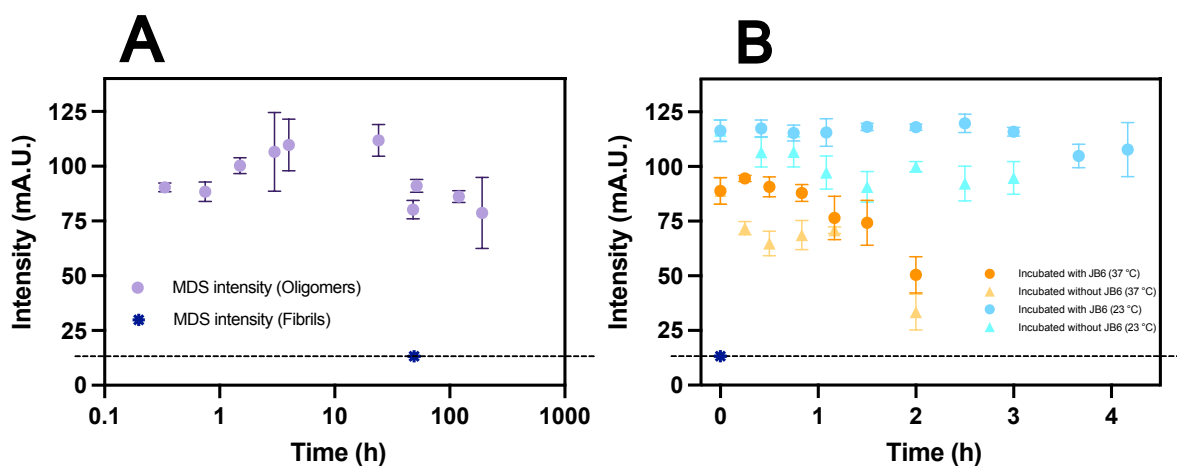 A
Intensity (mA.U.)
125
100
75
50
25
0
MDS intensity (Oligomers)
MDS intensity (Fibrils)
0.1
1
10
100
1000
Time (h)
B
Intensity (mA.U.)
125
100
75
50
25
0
Incubated with JB6 (37 °C)
Incubated without JB6 (37 °C)
Incubated with JB6 (23 °C)
Incubated without JB6 (23 °C)
0
1
2
3
4
Time (h)